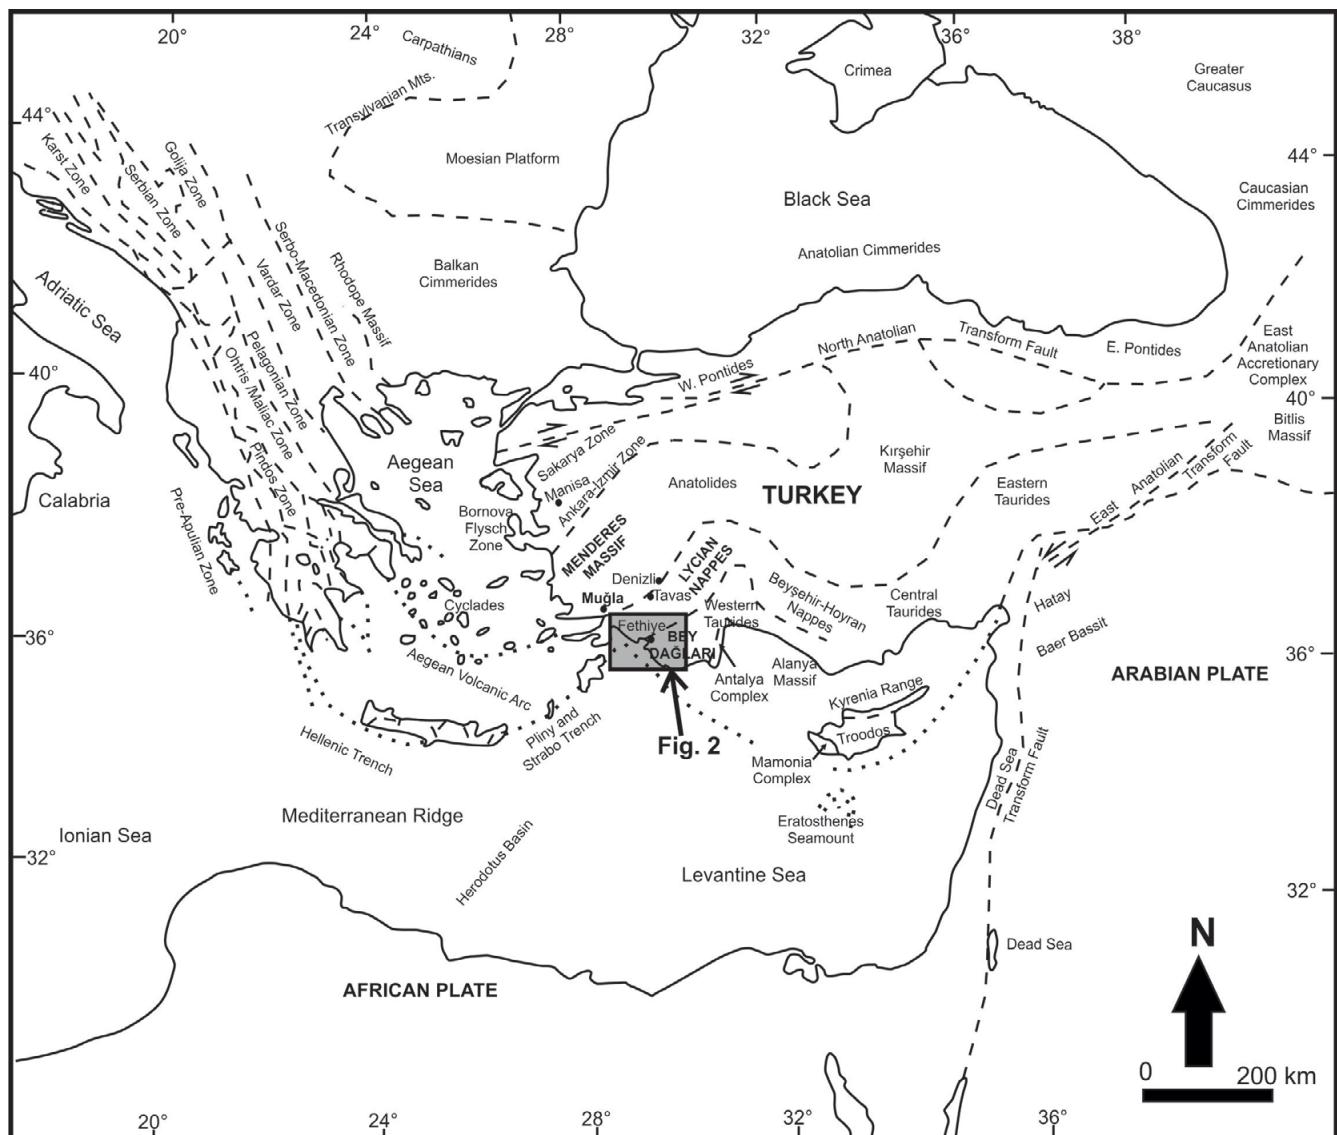 20°
24°
28°
32°
36°
38°
Carpathians
Crimea
Greater
Caucasus
Transylvanian Mts.
44°
44°
Karst Zone
Golija Zone
Serbian Zone
Moesian Platform
Black Sea
Caucasian
Cimmerides
Anatolian Cimmerides
Serbo-Macedonian Zone
Rhodope Massif
Vardar Zone
Balkan
Cimmerides
Adriatic Sea
North Anatolian
Transform Fault
E. Pontides
East
Anatolian
Accretionary
Complex
Pelagonian Zone
Ohtris /Maliac Zone
W. Pontides
40°
40°
Bitlis
Massif
Sakarya Zone
Ankara-Izmir Zone
Aegean
Sea
Kırşehir
Massif
Pindos Zone
Manisa
Anatolides
TURKEY
Eastern
Taurides
East
Anatolian
Transform
Fault
Calabria
Pre-Apulian Zone
Bornova
Flysch
Zone
MENDERES
MASSIF
LYCIAN
NAPPES
Denizli
Tavas
Muğla
Beyşehir-Hoyran
Nappes
Central
Taurides
Hatay
Cyclades
Western
Taurides
Fethiye
BEY
DAĞLARI
Baer Bassit
36°
36°
Aegean Volcanic Arc
Antalya
Complex
Alanya
Massif
ARABIAN PLATE
Kyrenia Range
Troodos
Pliny and
Strabo Trench
Hellenic Trench
Fig. 2
Mamonia
Complex
Dead Sea
Transform Fault
Mediterranean Ridge
Eratosthenes
Seamount
Ionian Sea
Herodotus Basin
32°
Levantine Sea
32°
Dead Sea
N
AFRICAN PLATE
0
200 km
20°
24°
28°
32°
36°